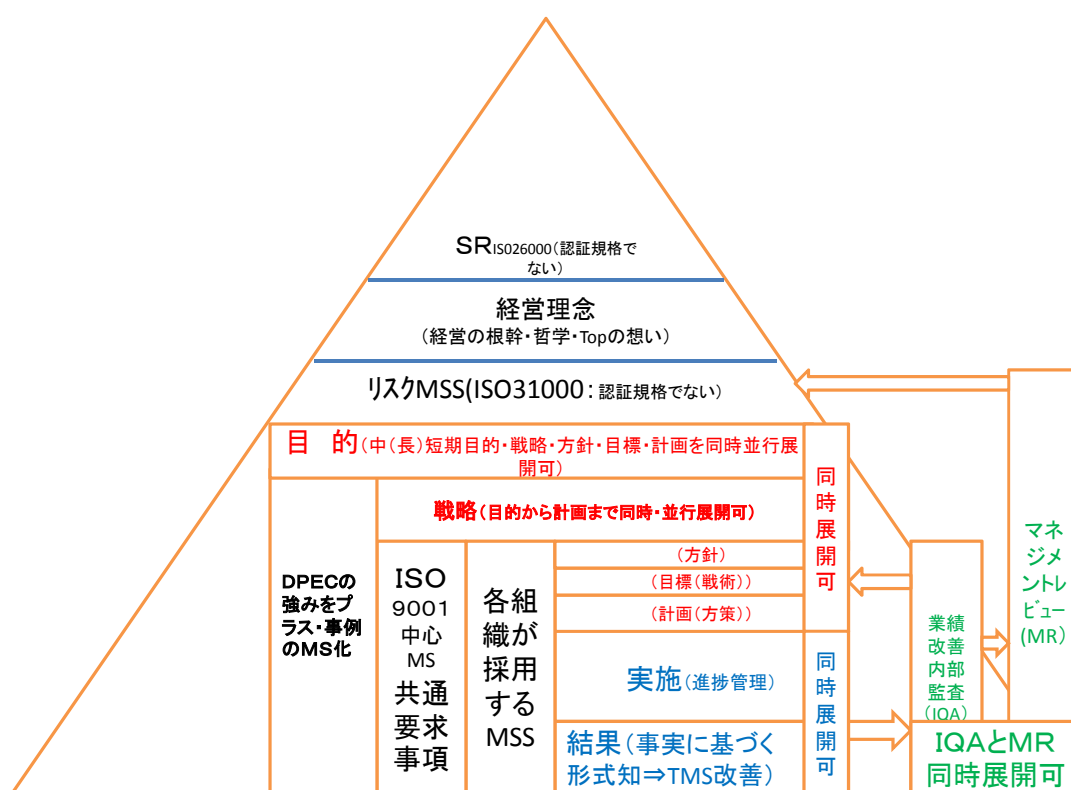 SRISO26000(認証規格で
ない)
経営理念
(経営の根幹・哲学・Topの想い)
リスクMSS(ISO31000:認証規格でない)
目 的(中(長)短期目的・戦略・方針・目標・計画を同時並行展
開可)
戦略(目的から計画まで同時・並行展開可)
同
時
展
開
可
DPECの
強みをプ
ラス・事例
のMS化
ISO
9001
中心
MS
共通
要求
事項
各組
織が
採用
する
MSS
(方針)
(目標(戦術))
(計画(方策))
実施(進捗管理)
結果(事実に基づく
形式知⇒TMS改善)
同
時
展
開
可
業績
改善
内部
監査
(IQA)
マネ
ジメ
ントレ
ビュー
(MR)
IQAとMR
同時展開可